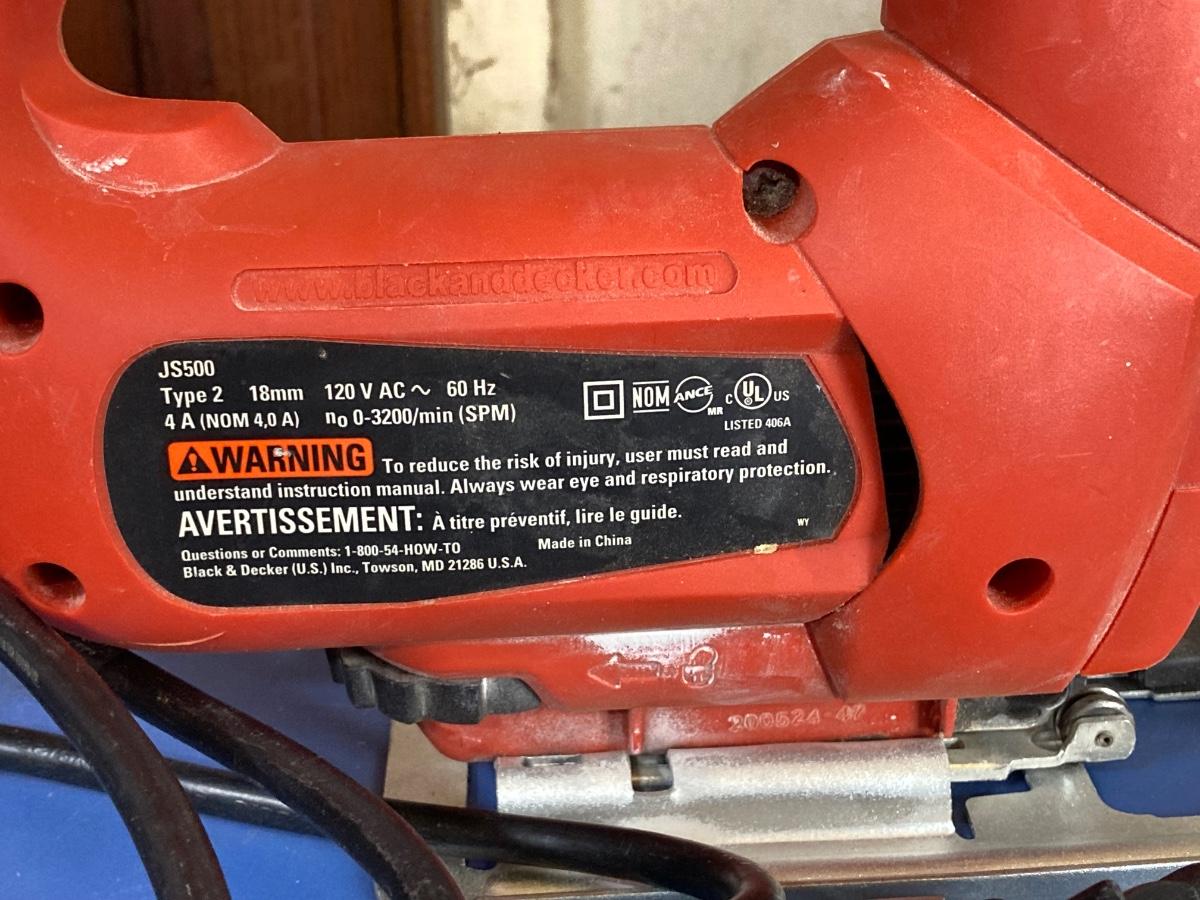 www.blackanddecker.com
JS500
Type 2 18mm 120 V AC ~ 60 Hz
4 A (NOM 4,0 A) no 0-3200/min (SPM)
NOM ANCE MR C UL US
LISTED 406A
WARNING To reduce the risk of injury, user must read and
understand instruction manual. Always wear eye and respiratory protection.
AVERTISSEMENT: À titre préventif, lire le guide.
WY
Questions or Comments: 1-800-54-HOW-TO Made in China
Black & Decker (U.S.) Inc., Towson, MD 21286 U.S.A.
200524-47